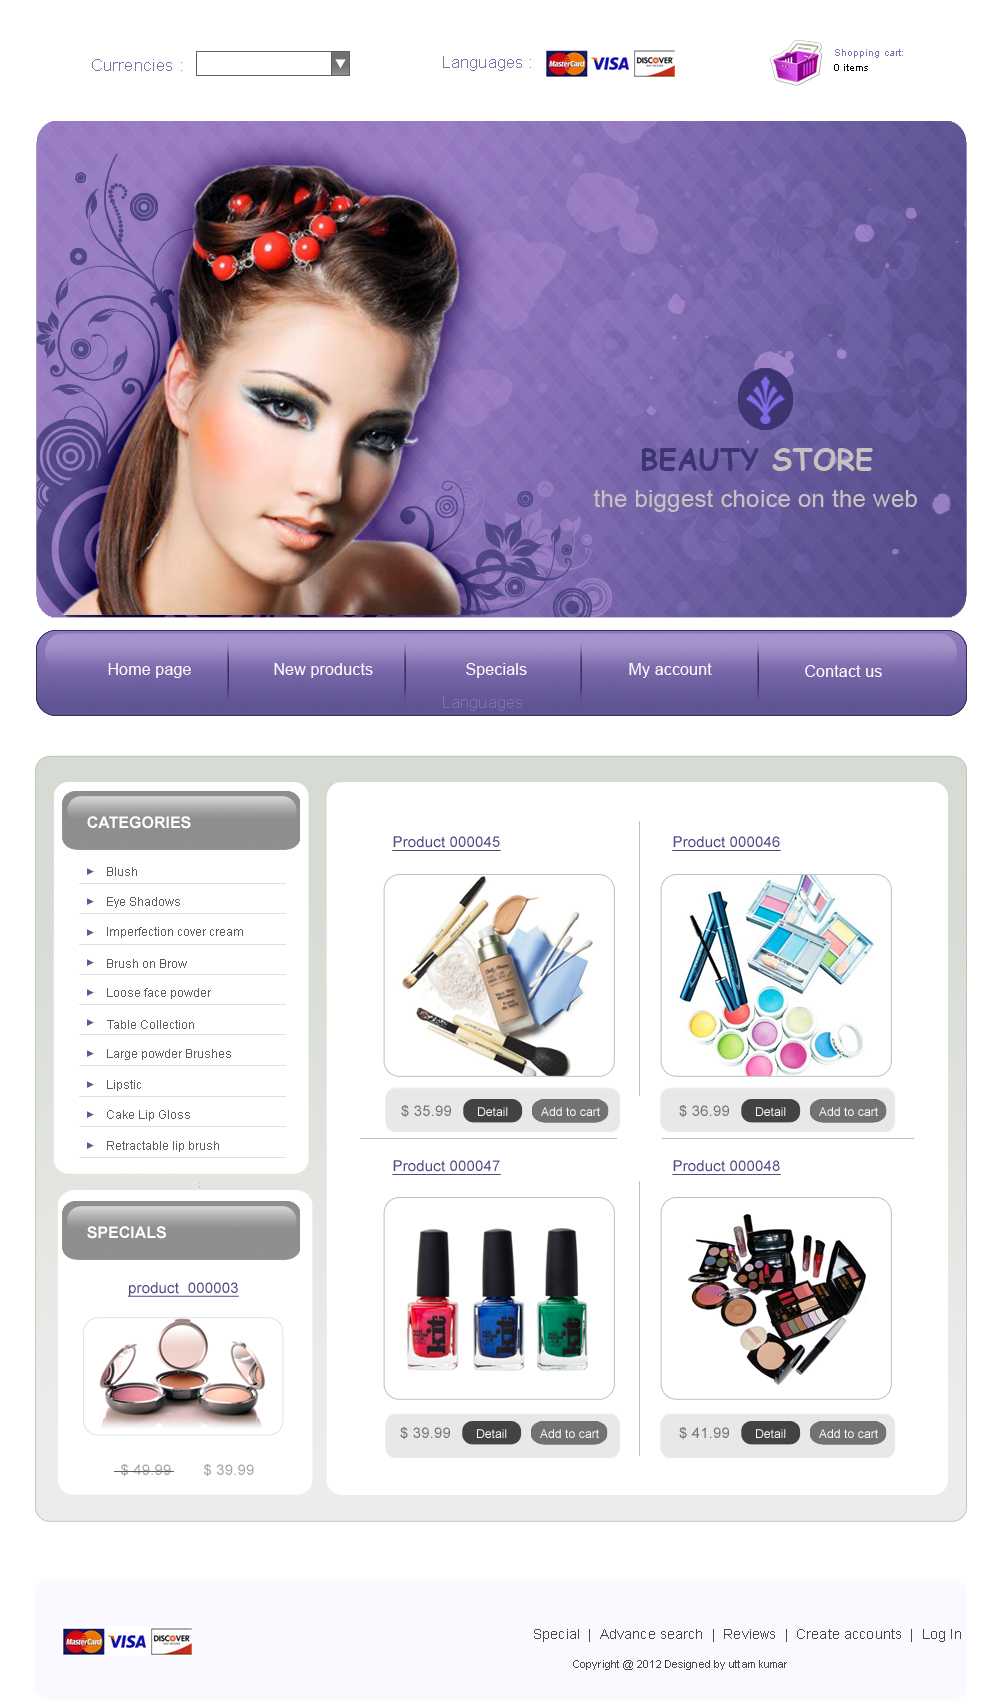 Currencies :
Languages :
MasterCard VISA DISCOVER
Shopping cart:
0 items
BEAUTY STORE
the biggest choice on the web
Home page
New products
Specials
My account
Contact us
Languages :
CATEGORIES
Blush
Eye Shadows
Imperfection cover cream
Brush on Brow
Loose face powder
Table Collection
Large powder Brushes
Lipstic
Cake Lip Gloss
Retractable lip brush
:
SPECIALS
product 000003
$ 49.99 $ 39.99
Product 000045
$ 35.99 Detail Add to cart
Product 000046
$ 36.99 Detail Add to cart
Product 000047
kit kit kit
$ 39.99 Detail Add to cart
Product 000048
$ 41.99 Detail Add to cart
MasterCard VISA DISCOVER
Special | Advance search | Reviews | Create accounts | Log In
Copyright @ 2012 Designed by uttam kumar